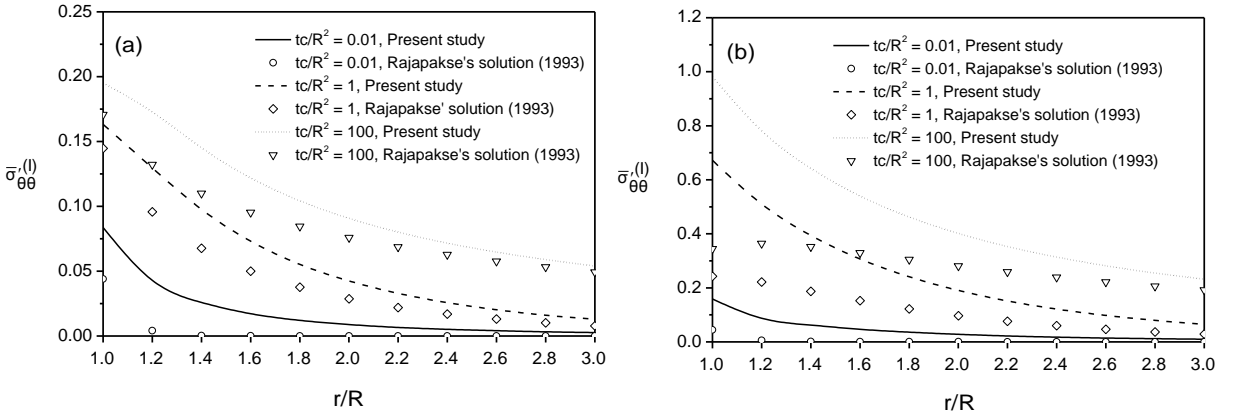 (a)
tc/R² = 0.01, Present study
tc/R² = 0.01, Rajapakse's solution (1993)
tc/R² = 1, Present study
tc/R² = 1, Rajapakse' solution (1993)
tc/R² = 100, Present study
tc/R² = 100, Rajapakse's solution (1993)
0.25
0.20
0.15
0.10
0.05
0.00
σ̅′θθ(I)
1.0 1.2 1.4 1.6 1.8 2.0 2.2 2.4 2.6 2.8 3.0
r/R
(b)
tc/R² = 0.01, Present study
tc/R² = 0.01, Rajapakse's solution (1993)
tc/R² = 1, Present study
tc/R² = 1, Rajapakse's solution (1993)
tc/R² = 100, Present study
tc/R² = 100, Rajapakse's solution (1993)
1.2
1.0
0.8
0.6
0.4
0.2
0.0
σ̅′θθ(I)
1.0 1.2 1.4 1.6 1.8 2.0 2.2 2.4 2.6 2.8 3.0
r/R